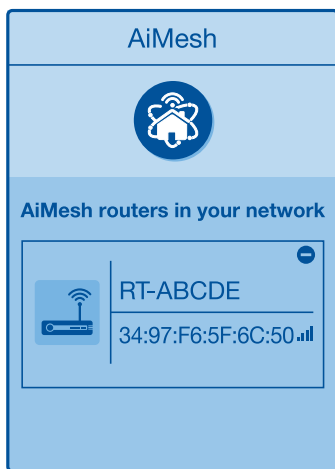 AiMesh
AiMesh routers in your network
RT-ABCDE
34:97:F6:5F:6C:50